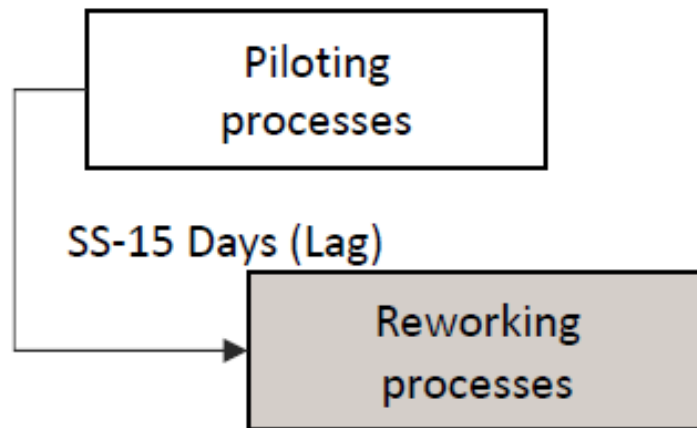 Piloting
processes
SS-15 Days (Lag)
Reworking
processes